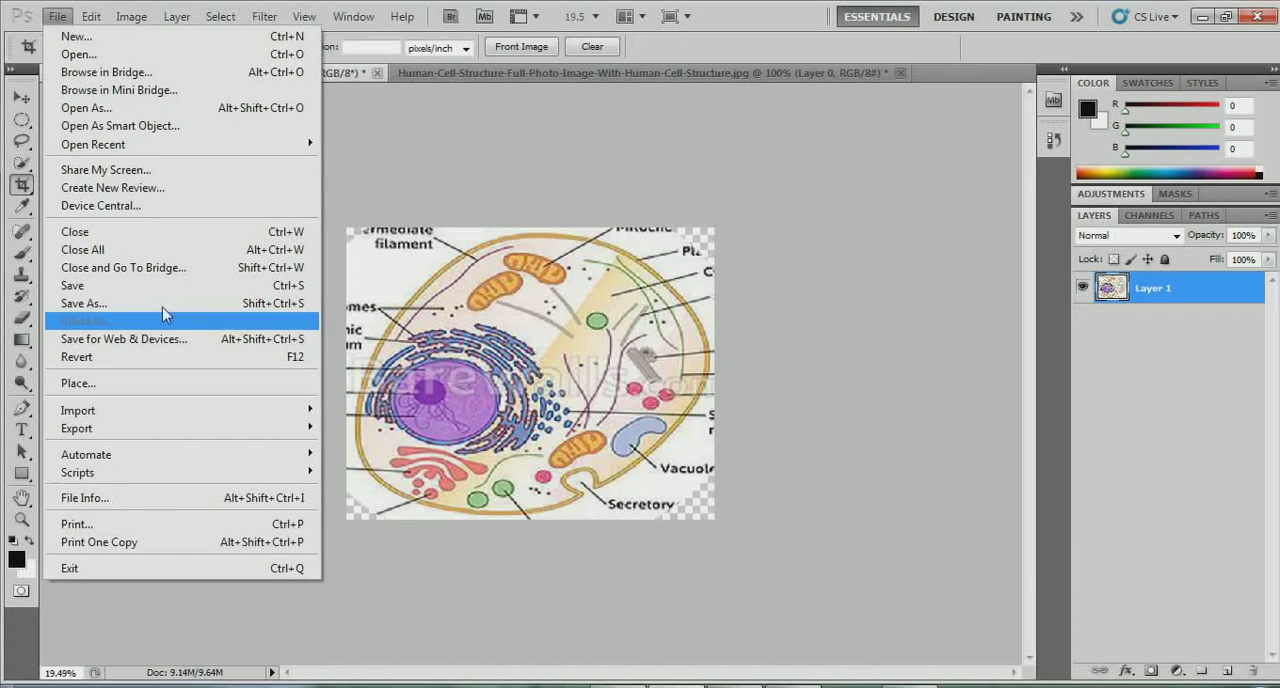 Ps File Edit Image Layer Select Filter View Window Help Br Mb 19.5 ESSENTIALS DESIGN PAINTING CS Live
pixels/inch Front Image Clear
RGB/8*) * Human-Cell-Structure-Full-Photo-Image-With-Human-Cell-Structure.jpg @ 100% (Layer 0, RGB/8#) *
New... Ctrl+N
Open... Ctrl+O
Browse in Bridge... Alt+Ctrl+O
Browse in Mini Bridge...
Open As... Alt+Shift+Ctrl+O
Open As Smart Object...
Open Recent
Share My Screen...
Create New Review...
Device Central...
Close Ctrl+W
Close All Alt+Ctrl+W
Close and Go To Bridge... Shift+Ctrl+W
Save Ctrl+S
Save As... Shift+Ctrl+S
Save for Web & Devices... Alt+Shift+Ctrl+S
Revert F12
Place...
Import
Export
Automate
Scripts
File Info... Alt+Shift+Ctrl+I
Print... Ctrl+P
Print One Copy Alt+Shift+Ctrl+P
Exit Ctrl+Q
filament
Vacuole
Secretory
Mb
COLOR SWATCHES STYLES
R 0
G 0
B 0
ADJUSTMENTS MASKS
LAYERS CHANNELS PATHS
Normal Opacity: 100%
Lock: Fill: 100%
Layer 1
19.49% Doc: 9.14M/9.64M